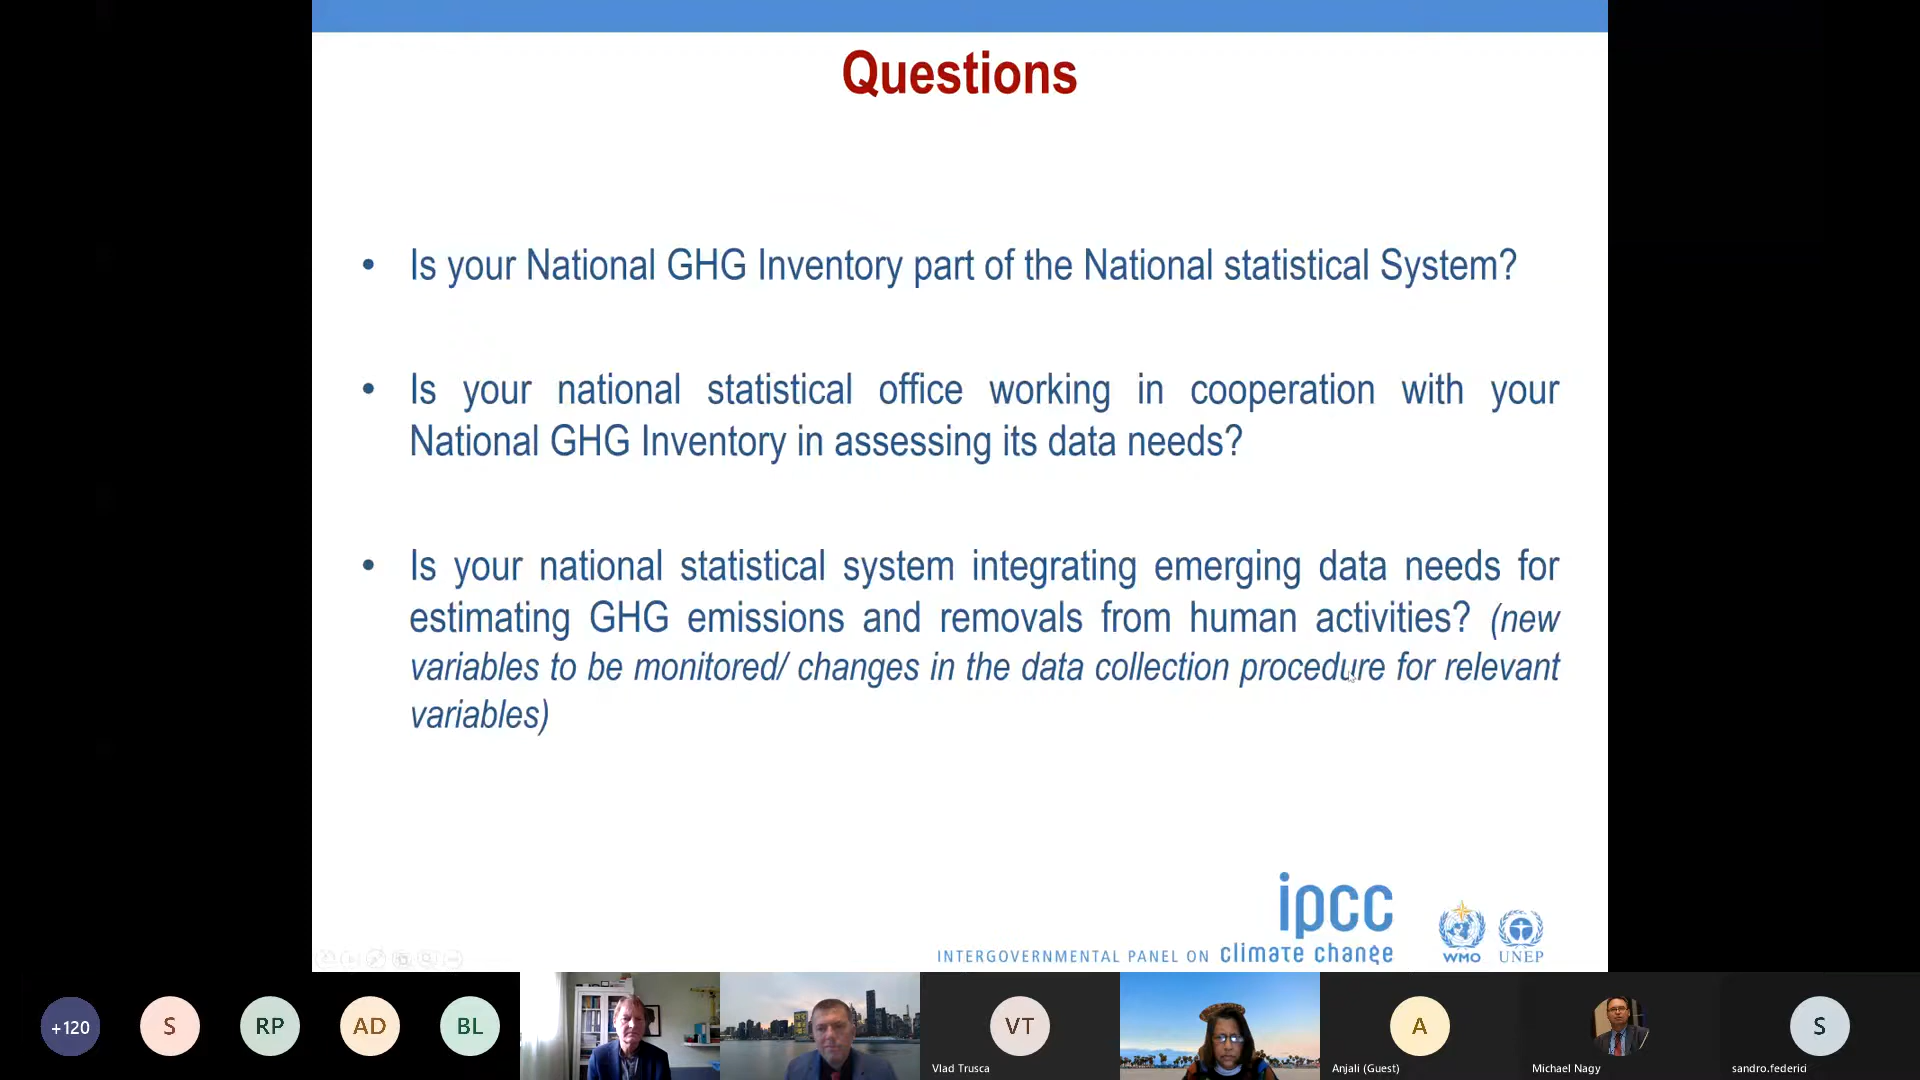 Questions
• Is your National GHG Inventory part of the National statistical System?
• Is your national statistical office working in cooperation with your
National GHG Inventory in assessing its data needs?
• Is your national statistical system integrating emerging data needs for
estimating GHG emissions and removals from human activities? (new
variables to be monitored/ changes in the data collection procedure for relevant
variables)
ipcc
INTERGOVERNMENTAL PANEL ON climate change
WMO UNEP
+120 S RP AD BL VT A S
Vlad Trusca Anjali (Guest) Michael Nagy sandro.federici